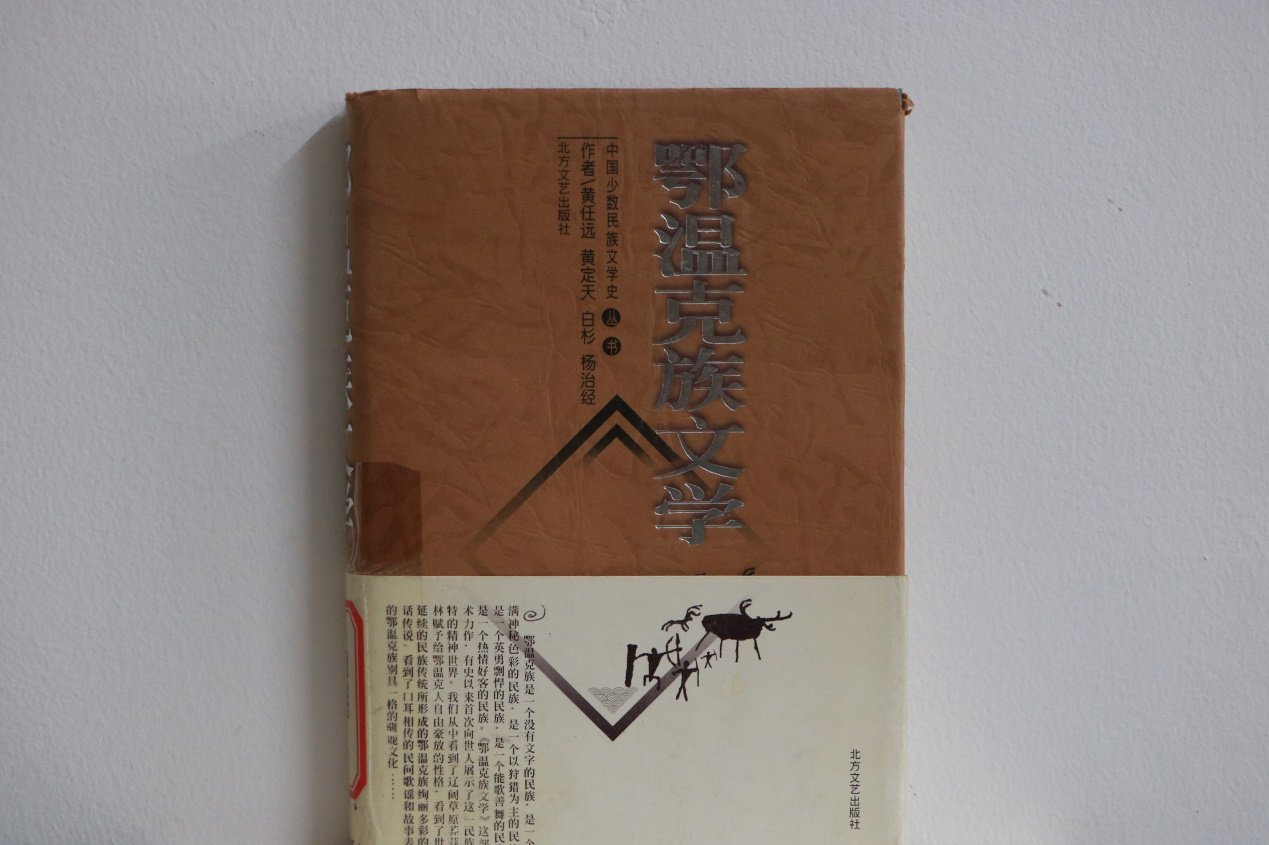 鄂温克族文学
中国少数民族文学史丛书
作者/黄任远 黄定天 白杉 杨治经
北方文艺出版社
鄂温克族是一个没有文字的民族，是一个
满神秘色彩的民族，是一个以狩猎为主的民
是一个英勇剽悍的民族，是一个能歌善舞的民
是一个热情好客的民族。《鄂温克族文学》这部
术力作，有史以来首次向世人展示了这一民族
特的精神世界。我们从中看到了辽阔草原莽莽
林赋予给鄂温克人自由豪放的性格，看到了世
延续的民族传统所形成的鄂温克族绚丽多彩的
话传说，看到了口耳相传的民间歌谣和故事表
的鄂温克族别具一格的驯鹿文化……
北方文艺出版社